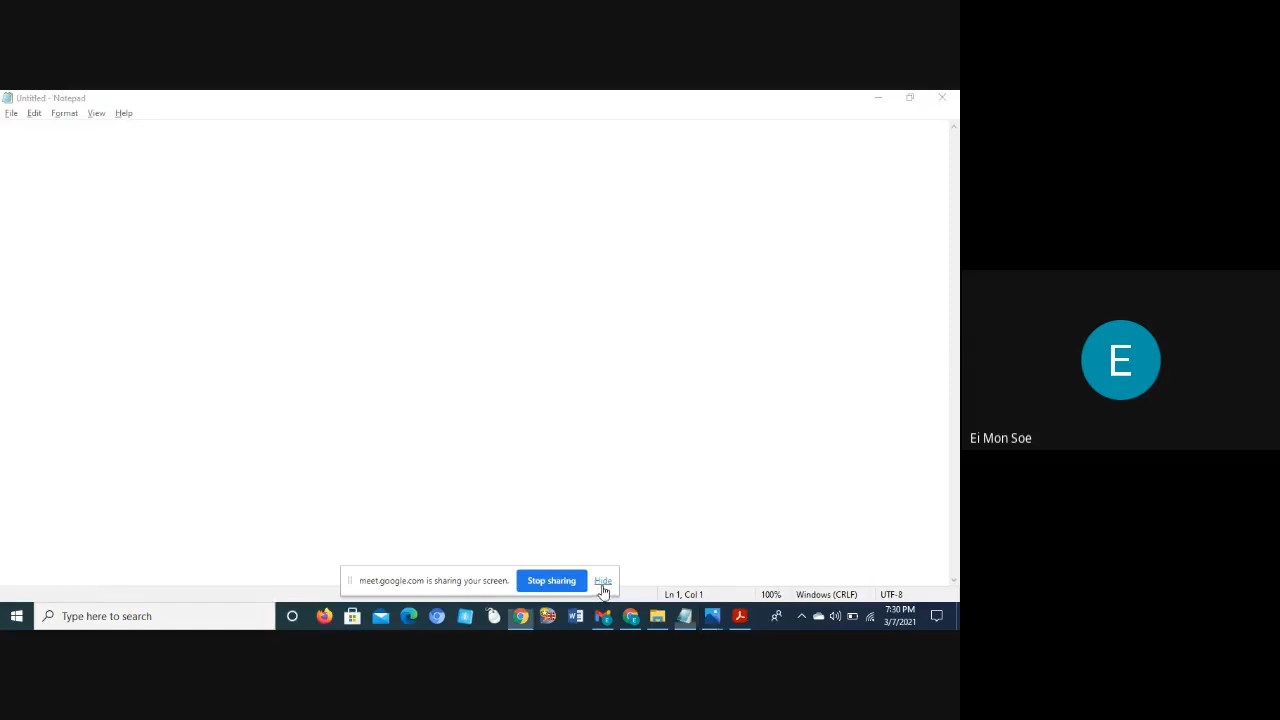 Untitled - Notepad
File Edit Format View Help
E
Ei Mon Soe
meet.google.com is sharing your screen. Stop sharing Hide
Ln 1, Col 1 100% Windows (CRLF) UTF-8
Type here to search
7:30 PM
3/7/2021